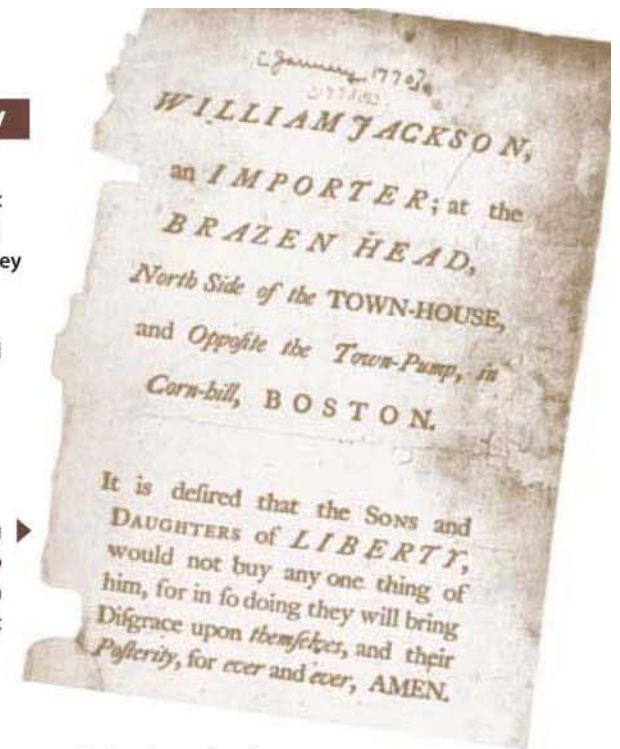 [January 1770]
WILLIAM JACKSON,
an IMPORTER; at the
BRAZEN HEAD,
North Side of the TOWN-HOUSE,
and Oppoſite the Town-Pump, in
Corn-hill, BOSTON.
It is deſired that the SONS and
DAUGHTERS of LIBERTY,
would not buy any one thing of
him, for in ſo doing they will bring
Diſgrace upon themſelves, and their
Poſterity, for ever and ever, AMEN.
ey